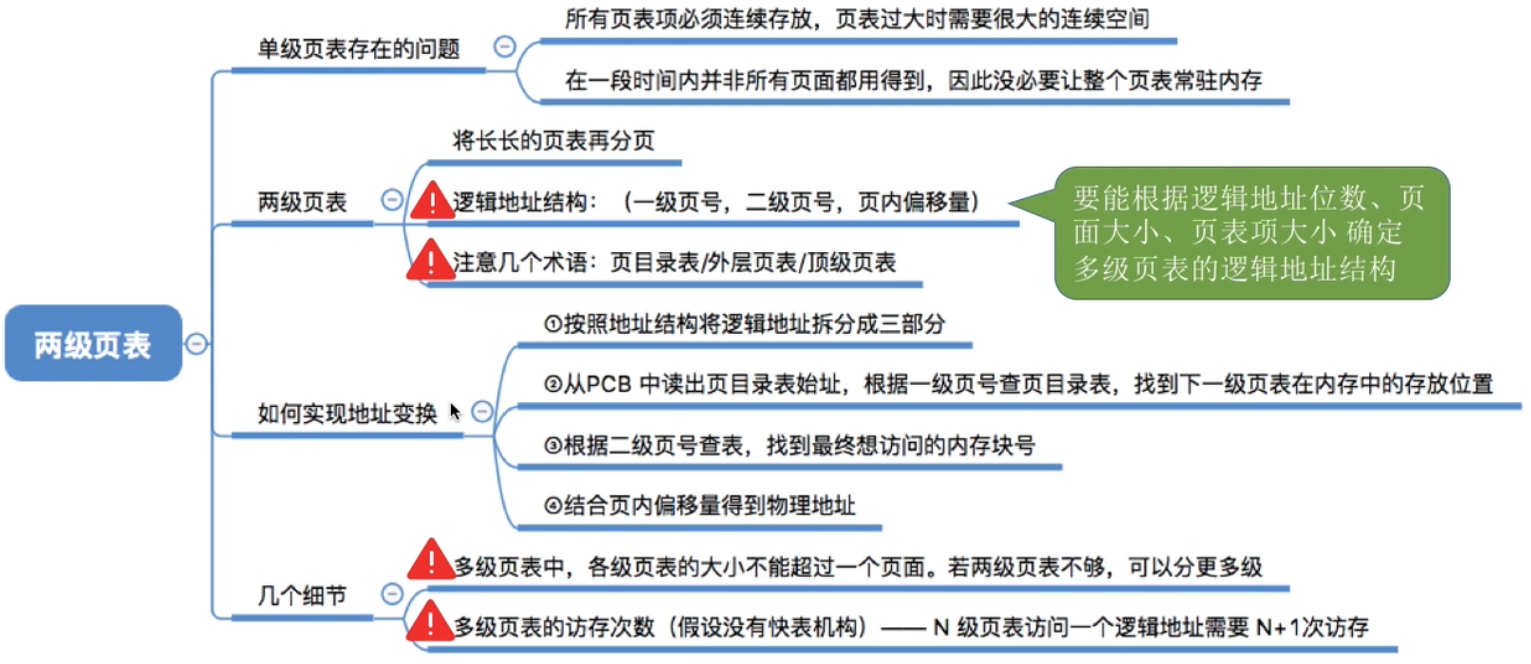 单级页表存在的问题
所有页表项必须连续存放，页表过大时需要很大的连续空间
在一段时间内并非所有页面都用得到，因此没必要让整个页表常驻内存
两级页表
将长长的页表再分页
逻辑地址结构：（一级页号，二级页号，页内偏移量）
要能根据逻辑地址位数、页
面大小、页表项大小 确定
多级页表的逻辑地址结构
注意几个术语：页目录表/外层页表/顶级页表
两级页表
如何实现地址变换
①按照地址结构将逻辑地址拆分成三部分
②从PCB 中读出页目录表始址，根据一级页号查页目录表，找到下一级页表在内存中的存放位置
③根据二级页号查表，找到最终想访问的内存块号
④结合页内偏移量得到物理地址
几个细节
多级页表中，各级页表的大小不能超过一个页面。若两级页表不够，可以分更多级
多级页表的访存次数（假设没有快表机构）—— N 级页表访问一个逻辑地址需要 N+1次访存